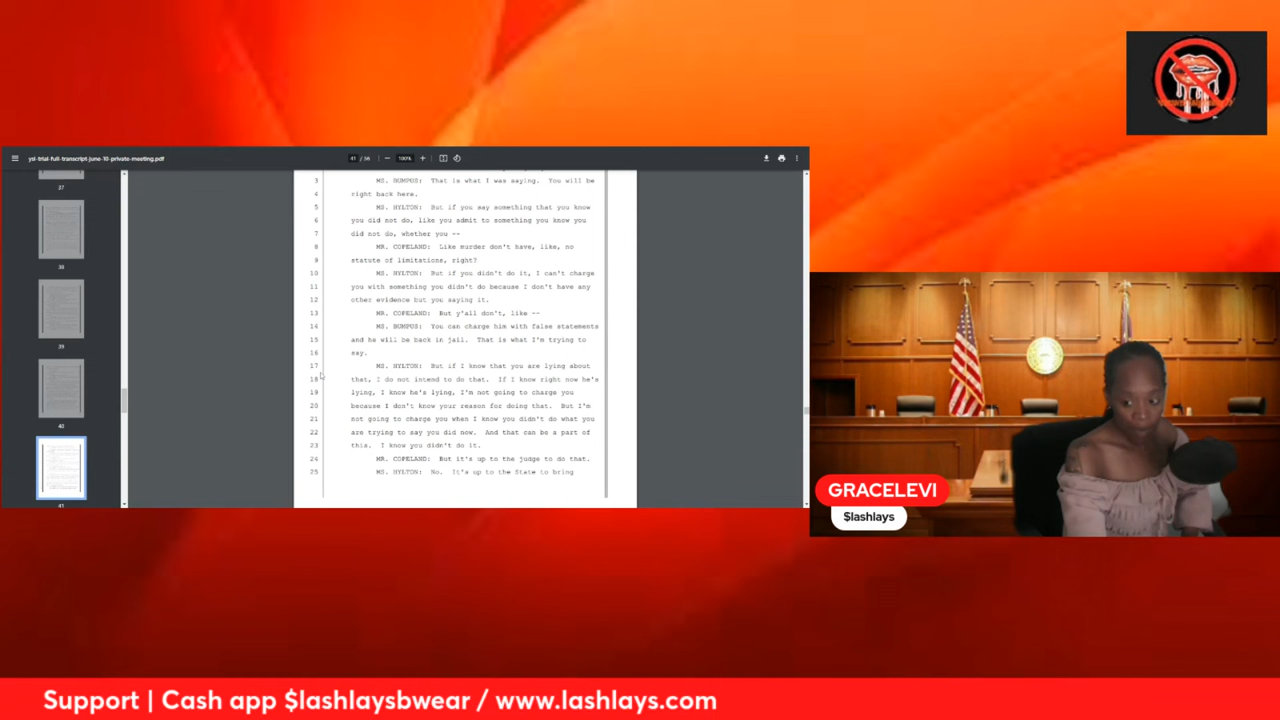 ysl-trial-full-transcript-june-10-private-meeting.pdf
41 / 56
100%
37
38
39
40
41
3 MS. BUMPUS: That is what I was saying. You will be
4 right back here.
5 MS. HYLTON: But if you say something that you know
6 you did not do, like you admit to something you know you
7 did not do, whether you --
8 MR. COPELAND: Like murder don't have, like, no
9 statute of limitations, right?
10 MS. HYLTON: But if you didn't do it, I can't charge
11 you with something you didn't do because I don't have any
12 other evidence but you saying it.
13 MR. COPELAND: But y'all don't, like --
14 MS. BUMPUS: You can charge him with false statements
15 and he will be back in jail. That is what I'm trying to
16 say.
17 MS. HYLTON: But if I know that you are lying about
18 that, I do not intend to do that. If I know right now he's
19 lying, I know he's lying, I'm not going to charge you
20 because I don't know your reason for doing that. But I'm
21 not going to charge you when I know you didn't do what you
22 are trying to say you did now. And that can be a part of
23 this. I know you didn't do it.
24 MR. COPELAND: But it's up to the judge to do that.
25 MS. HYLTON: No. It's up to the State to bring
GRACELEVI
$lashlays
Support | Cash app $lashlaysbwear / www.lashlays.com